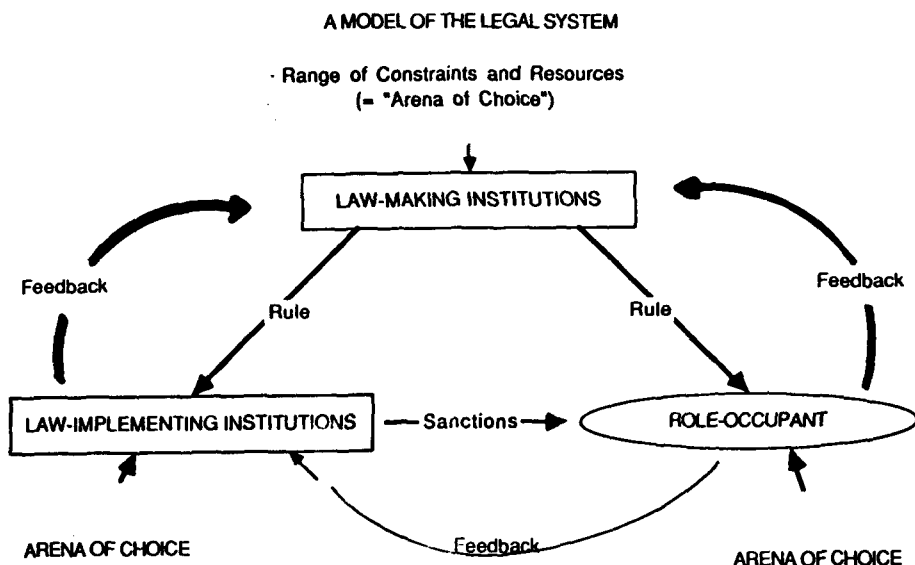 A MODEL OF THE LEGAL SYSTEM
- Range of Constraints and Resources
(= "Arena of Choice")
LAW-MAKING INSTITUTIONS
Feedback
Feedback
Rule
Rule
LAW-IMPLEMENTING INSTITUTIONS
Sanctions
ROLE-OCCUPANT
Feedback
ARENA OF CHOICE
ARENA OF CHOICE